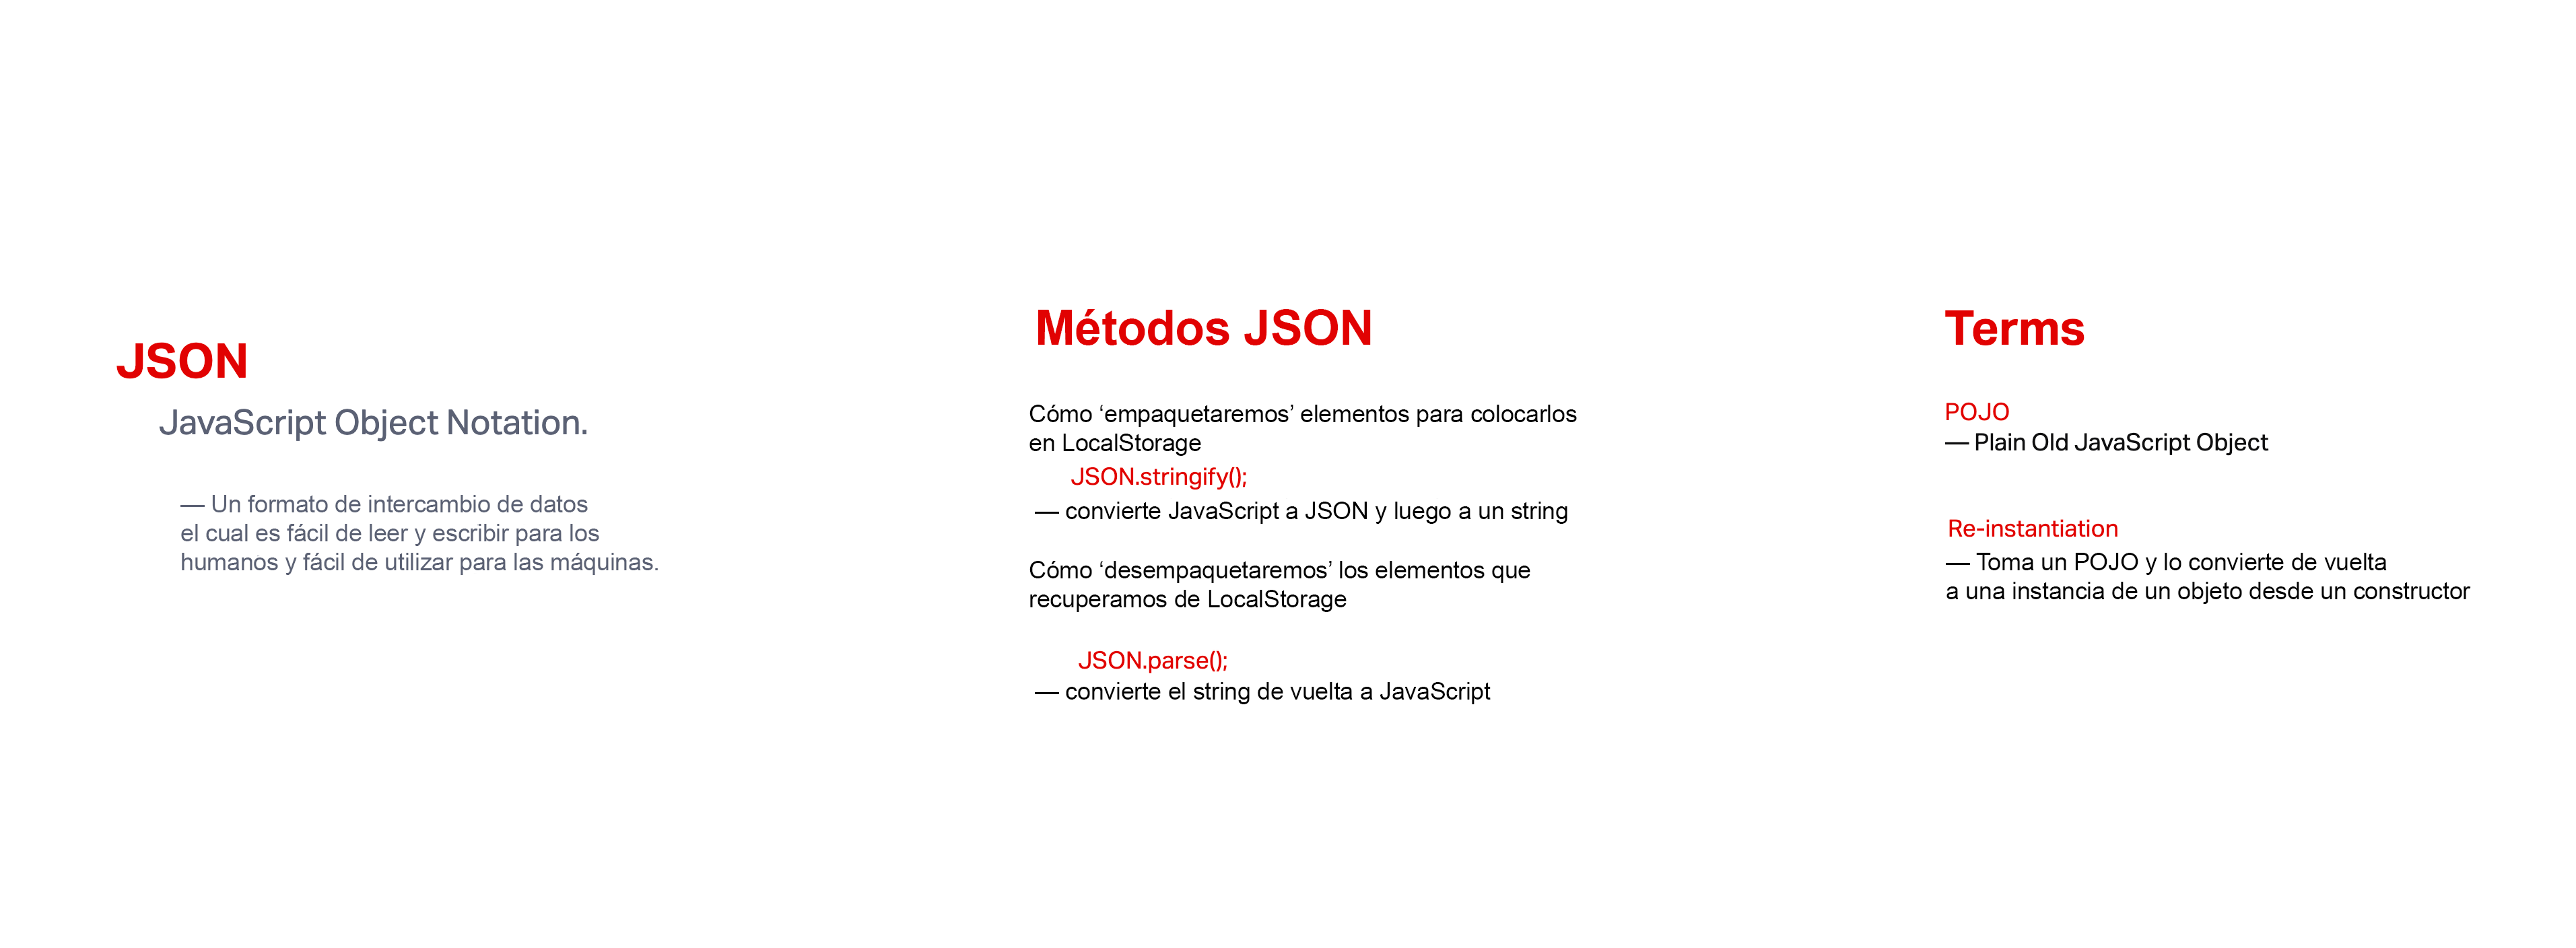 JSON
JavaScript Object Notation.
— Un formato de intercambio de datos
el cual es fácil de leer y escribir para los
humanos y fácil de utilizar para las máquinas.
Métodos JSON
Cómo ‘empaquetaremos’ elementos para colocarlos
en LocalStorage
JSON.stringify();
— convierte JavaScript a JSON y luego a un string
Cómo ‘desempaquetaremos’ los elementos que
recuperamos de LocalStorage
JSON.parse();
— convierte el string de vuelta a JavaScript
Terms
POJO
— Plain Old JavaScript Object
Re-instantiation
— Toma un POJO y lo convierte de vuelta
a una instancia de un objeto desde un constructor